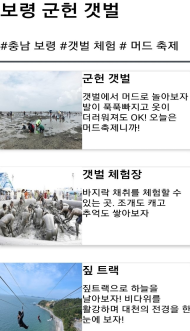 보령 군헌 갯벌
#충남 보령 #갯벌 체험 # 머드 축제
군헌 갯벌
갯벌에서 머드로 놀아보자
발이 푹푹빠지고 옷이
더러워져도 OK! 오늘은
머드축제니까!
갯벌 체험장
바지락 채취를 체험할 수
있는 곳. 조개도 캐고
추억도 쌓아보자
짚 트랙
짚트랙으로 하늘을
날아보자! 비다위를
활강하며 대천의 전경을 한
눈에 보자!